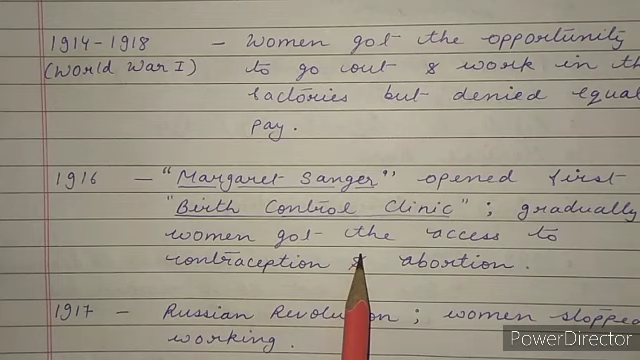 1914-1918 - Women got the opportunity
(World War I) to go out & work in th
factories but denied equal
pay.
1916 - "Margaret Sanger" opened first
"Birth Control Clinic"; gradually
women got the access to
contraception & abortion.
1917 - Russian Revolution; women stopped
working.
PowerDirector